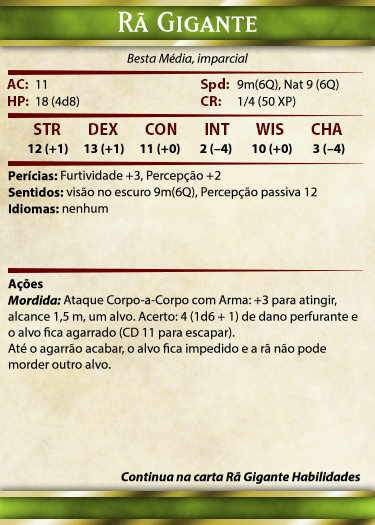 Rã Gigante
Besta Média, imparcial
AC: 11 Spd: 9m(6Q), Nat 9 (6Q)
HP: 18 (4d8) CR: 1/4 (50 XP)
STR DEX CON INT WIS CHA
12 (+1) 13 (+1) 11 (+0) 2 (–4) 10 (+0) 3 (–4)
Perícias: Furtividade +3, Percepção +2
Sentidos: visão no escuro 9m(6Q), Percepção passiva 12
Idiomas: nenhum
Ações
Mordida: Ataque Corpo-a-Corpo com Arma: +3 para atingir,
alcance 1,5 m, um alvo. Acerto: 4 (1d6 + 1) de dano perfurante e
o alvo fica agarrado (CD 11 para escapar).
Até o agarrão acabar, o alvo fica impedido e a rã não pode
morder outro alvo.
Continua na carta Rã Gigante Habilidades